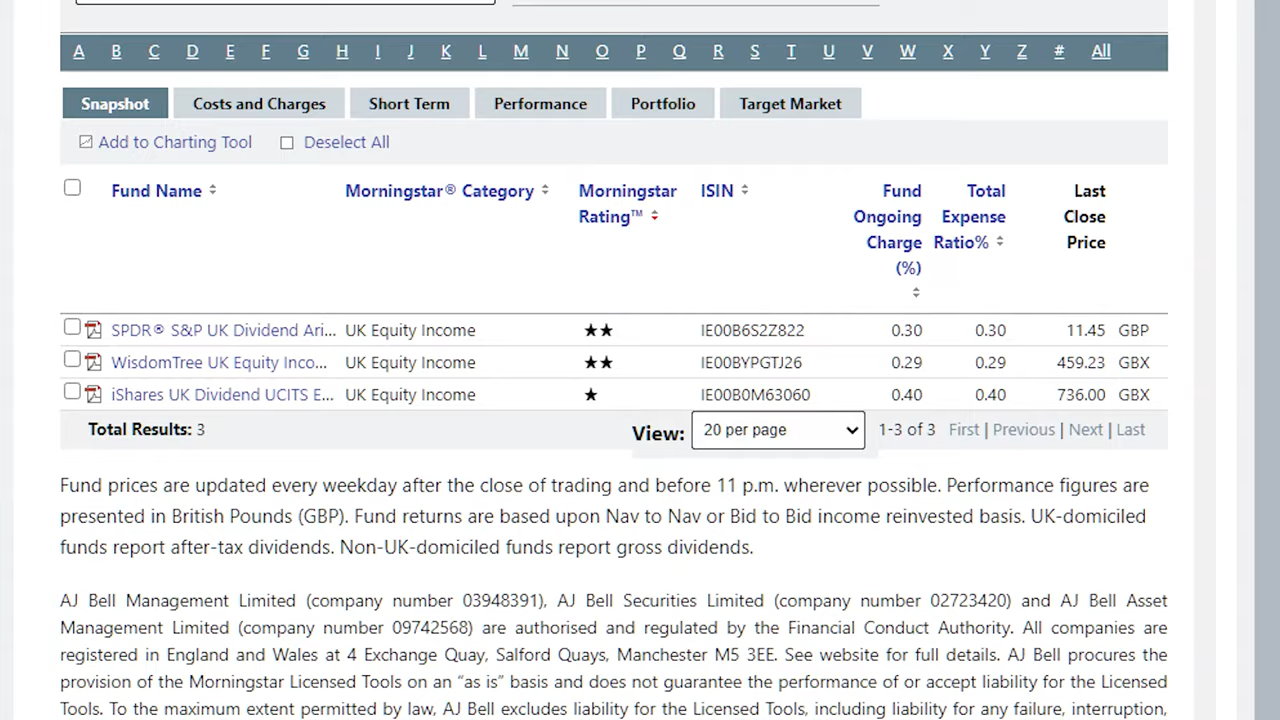 A B C D E F G H I J K L M N O P Q R S T U V W X Y Z # All
Snapshot Costs and Charges Short Term Performance Portfolio Target Market
Add to Charting Tool Deselect All
Fund Name Morningstar® Category Morningstar Rating™ ISIN Fund Ongoing Charge (%) Total Expense Ratio% Last Close Price
SPDR® S&P UK Dividend Ari... UK Equity Income ★★ IE00B6S2Z822 0.30 0.30 11.45 GBP
WisdomTree UK Equity Inco... UK Equity Income ★★ IE00BYPGTJ26 0.29 0.29 459.23 GBX
iShares UK Dividend UCITS E... UK Equity Income ★ IE00B0M63060 0.40 0.40 736.00 GBX
Total Results: 3 View: 20 per page 1-3 of 3 First | Previous | Next | Last
Fund prices are updated every weekday after the close of trading and before 11 p.m. wherever possible. Performance figures are
presented in British Pounds (GBP). Fund returns are based upon Nav to Nav or Bid to Bid income reinvested basis. UK-domiciled
funds report after-tax dividends. Non-UK-domiciled funds report gross dividends.
AJ Bell Management Limited (company number 03948391), AJ Bell Securities Limited (company number 02723420) and AJ Bell Asset
Management Limited (company number 09742568) are authorised and regulated by the Financial Conduct Authority. All companies are
registered in England and Wales at 4 Exchange Quay, Salford Quays, Manchester M5 3EE. See website for full details. AJ Bell procures the
provision of the Morningstar Licensed Tools on an “as is” basis and does not guarantee the performance of or accept liability for the Licensed
Tools. To the maximum extent permitted by law, AJ Bell excludes liability for the Licensed Tools, including liability for any failure, interruption,